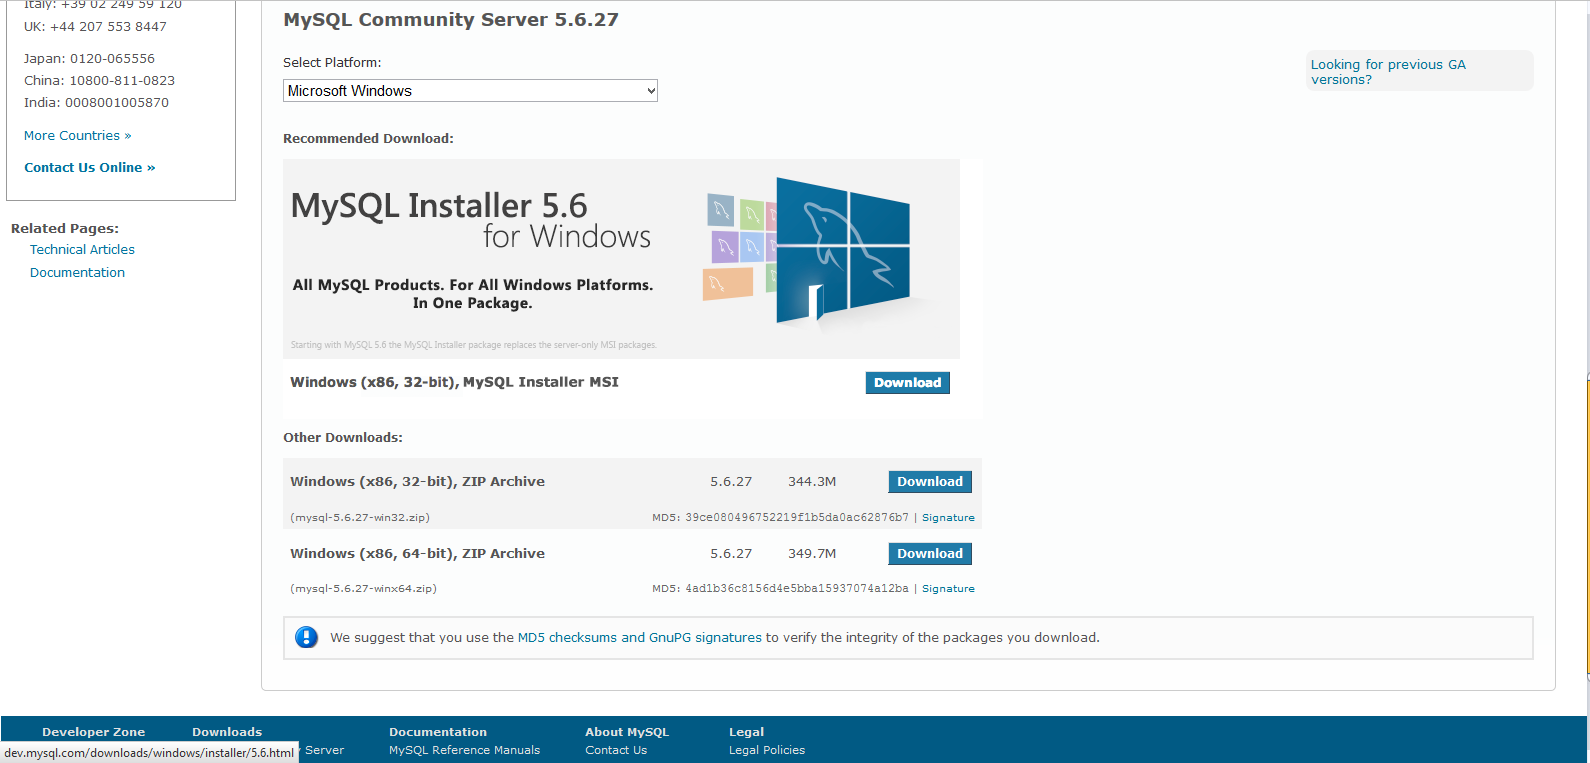 Italy: +39 02 249 59 120
UK: +44 207 553 8447
Japan: 0120-065556
China: 10800-811-0823
India: 0008001005870
More Countries »
Contact Us Online »
Related Pages:
Technical Articles
Documentation
MySQL Community Server 5.6.27
Select Platform:
Microsoft Windows
Looking for previous GA
versions?
Recommended Download:
MySQL Installer 5.6
for Windows
All MySQL Products. For All Windows Platforms.
In One Package.
Starting with MySQL 5.6 the MySQL Installer package replaces the server-only MSI packages.
Windows (x86, 32-bit), MySQL Installer MSI Download
Other Downloads:
Windows (x86, 32-bit), ZIP Archive 5.6.27 344.3M Download
(mysql-5.6.27-win32.zip) MD5: 39ce080496752219f1b5da0ac62876b7 | Signature
Windows (x86, 64-bit), ZIP Archive 5.6.27 349.7M Download
(mysql-5.6.27-winx64.zip) MD5: 4ad1b36c8156d4e5bba15937074a12ba | Signature
We suggest that you use the MD5 checksums and GnuPG signatures to verify the integrity of the packages you download.
Developer Zone Downloads Documentation About MySQL Legal
Server MySQL Reference Manuals Contact Us Legal Policies
dev.mysql.com/downloads/windows/installer/5.6.html